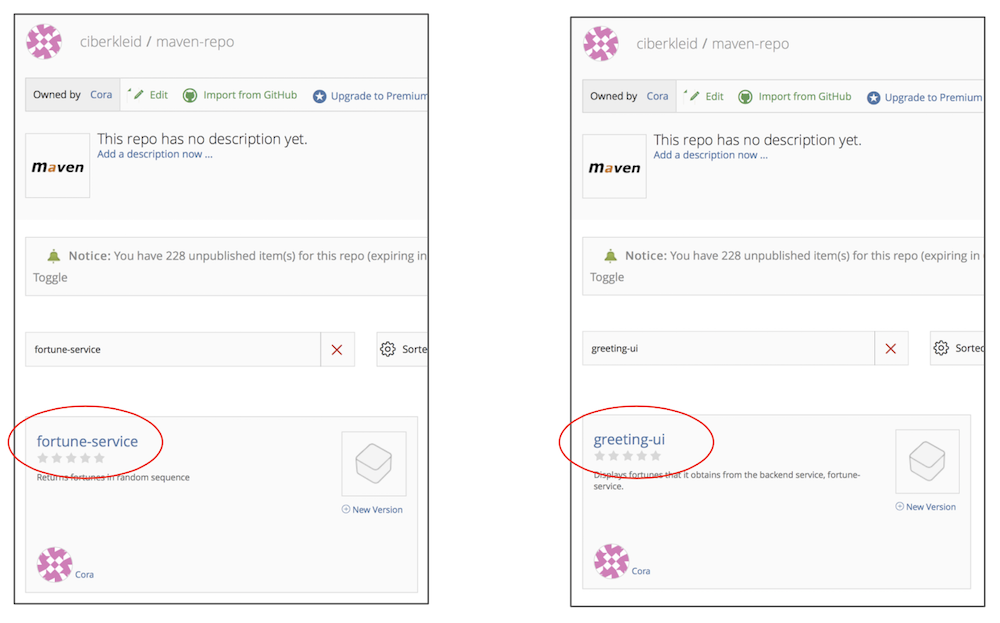 ciberkleid / maven-repo
Owned by Cora Edit Import from GitHub Upgrade to Premium
maven
This repo has no description yet.
Add a description now ...
Notice: You have 228 unpublished item(s) for this repo (expiring in
Toggle
fortune-service
Sorte
fortune-service
Returns fortunes in random sequence
New Version
Cora
ciberkleid / maven-repo
Owned by Cora Edit Import from GitHub Upgrade to Premium
maven
This repo has no description yet.
Add a description now ...
Notice: You have 228 unpublished item(s) for this repo (expiring in
Toggle
greeting-ui
Sorted
greeting-ui
Displays fortunes that it obtains from the backend service, fortune-
service.
New Version
Cora